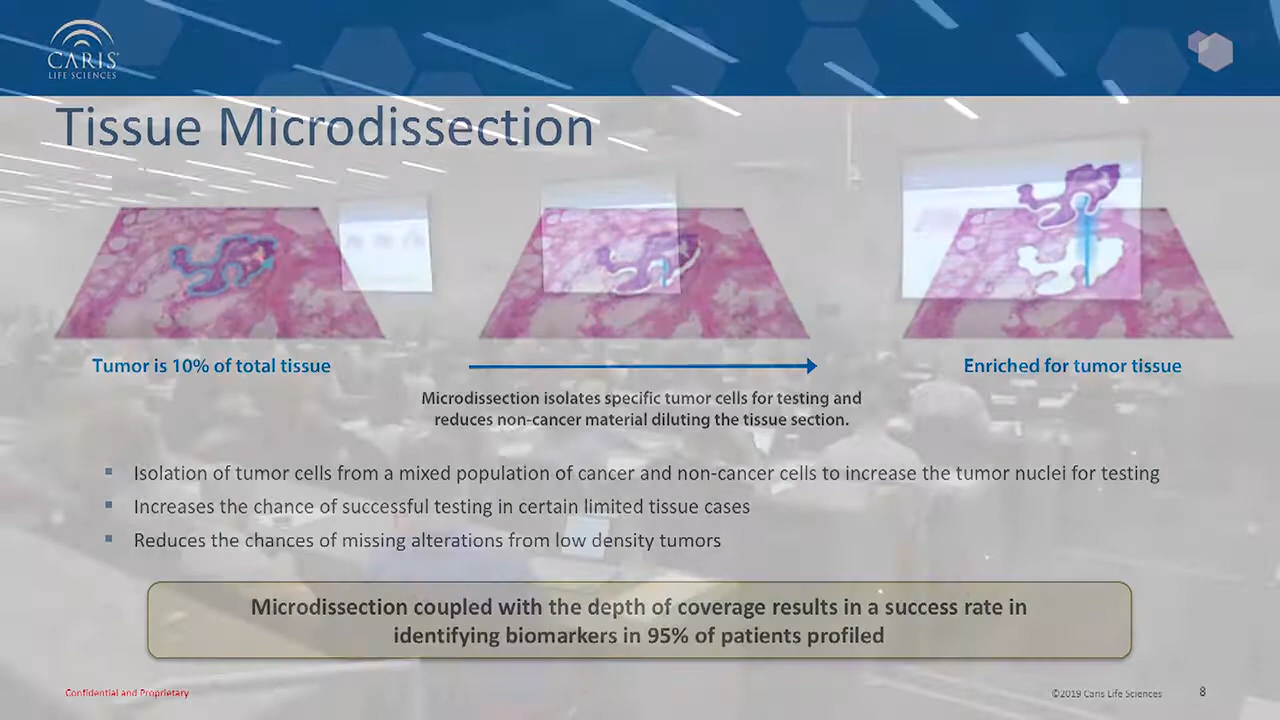 CARIS
LIFE SCIENCES
Tissue Microdissection
Tumor is 10% of total tissue
Enriched for tumor tissue
Microdissection isolates specific tumor cells for testing and
reduces non-cancer material diluting the tissue section.
▪ Isolation of tumor cells from a mixed population of cancer and non-cancer cells to increase the tumor nuclei for testing
▪ Increases the chance of successful testing in certain limited tissue cases
▪ Reduces the chances of missing alterations from low density tumors
Microdissection coupled with the depth of coverage results in a success rate in
identifying biomarkers in 95% of patients profiled
Confidential and Proprietary
©2019 Caris Life Sciences
8